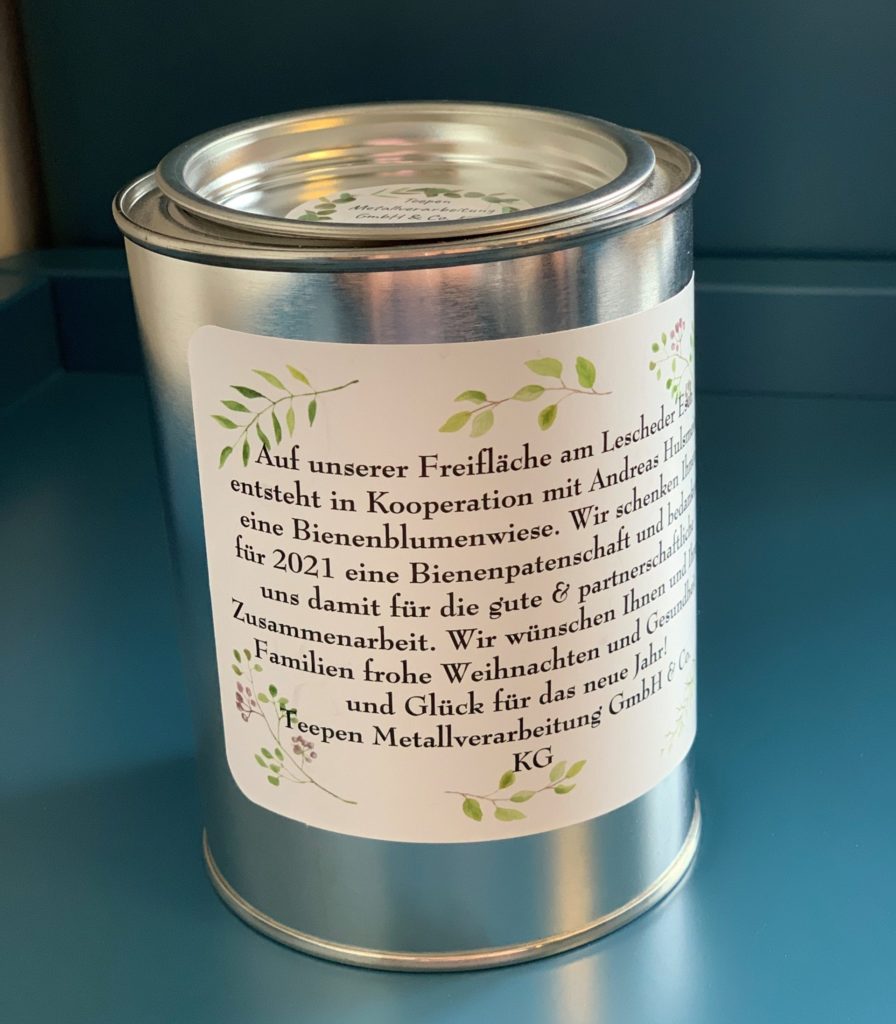 Teepen
Metallverarbeitung
GmbH & Co.
Auf unserer Freifläche am Lescheder
entsteht in Kooperation mit Andreas
eine Bienenblumenwiese. Wir schenken
für 2021 eine Bienenpatenschaft und
uns damit für die gute & partnerschaftliche
Zusammenarbeit. Wir wünschen Ihnen und
Familien frohe Weihnachten und
und Glück für das neue Jahr!
Teepen Metallverarbeitung GmbH & Co.
KG